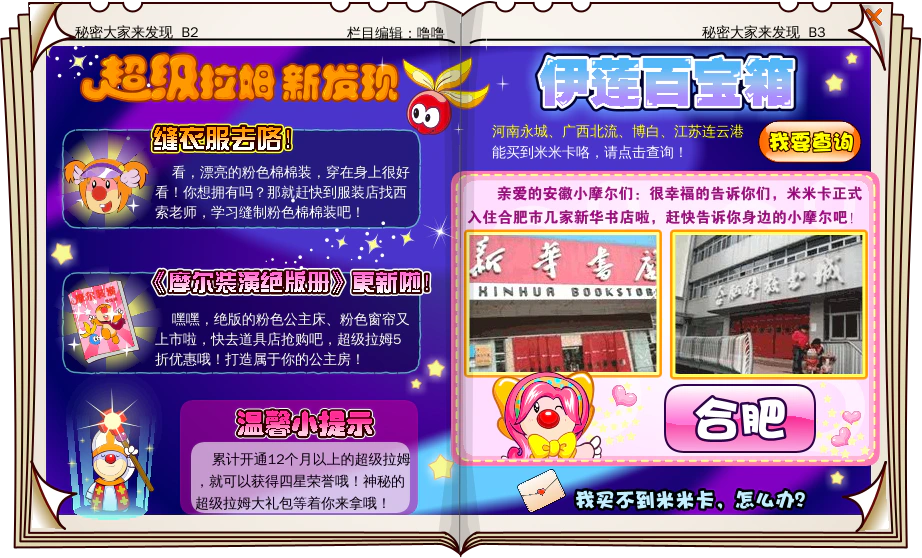 秘密大家来发现 B2
栏目编辑：噜噜
超级拉姆新发现
缝衣服去咯！
看，漂亮的粉色棉棉装，穿在身上很好
看！你想拥有吗？那就赶快到服装店找西
索老师，学习缝制粉色棉棉装吧！
《摩尔装潢绝版册》更新啦！
嘿嘿，绝版的粉色公主床、粉色窗帘又
上市啦，快去道具店抢购吧，超级拉姆5
折优惠哦！打造属于你的公主房！
温馨小提示
累计开通12个月以上的超级拉姆
，就可以获得四星荣誉哦！神秘的
超级拉姆大礼包等着你来拿哦！
秘密大家来发现 B3
伊莲百宝箱
河南永城、广西北流、博白、江苏连云港
能买到米米卡咯，请点击查询！
我要查询
亲爱的安徽小摩尔们：很幸福的告诉你们，米米卡正式
入住合肥市几家新华书店啦，赶快告诉你身边的小摩尔吧！
新华书店
XINHUA BOOKSTOR
合肥科技书城
合肥
我买不到米米卡，怎么办？